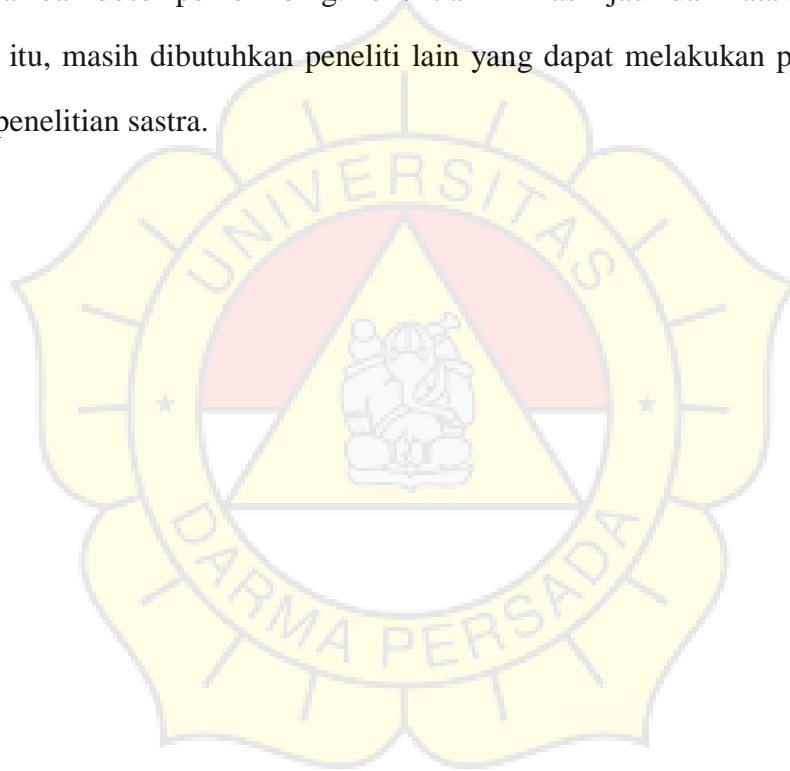 itu, masih dibutuhkan peneliti lain yang dapat melakukan p
penelitian sastra.
UNIVERSITAS
DARMA PERSADA